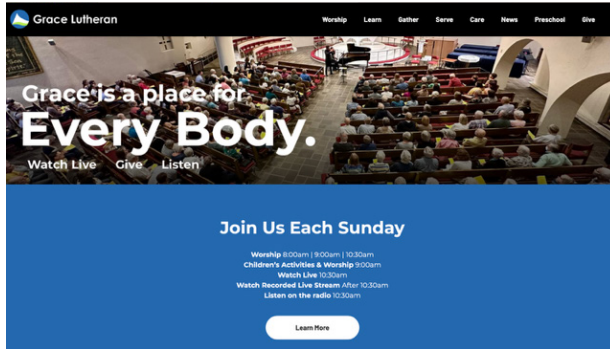 Grace Lutheran
Worship Learn Gather Serve Care News Preschool Give
Grace is a place for
Every Body.
Watch Live Give Listen
Join Us Each Sunday
Worship 8:00am | 9:00am | 10:30am
Children's Activities & Worship 9:00am
Watch Live 10:30am
Watch Recorded Live Stream After 10:30am
Listen on the radio 10:30am
Learn More